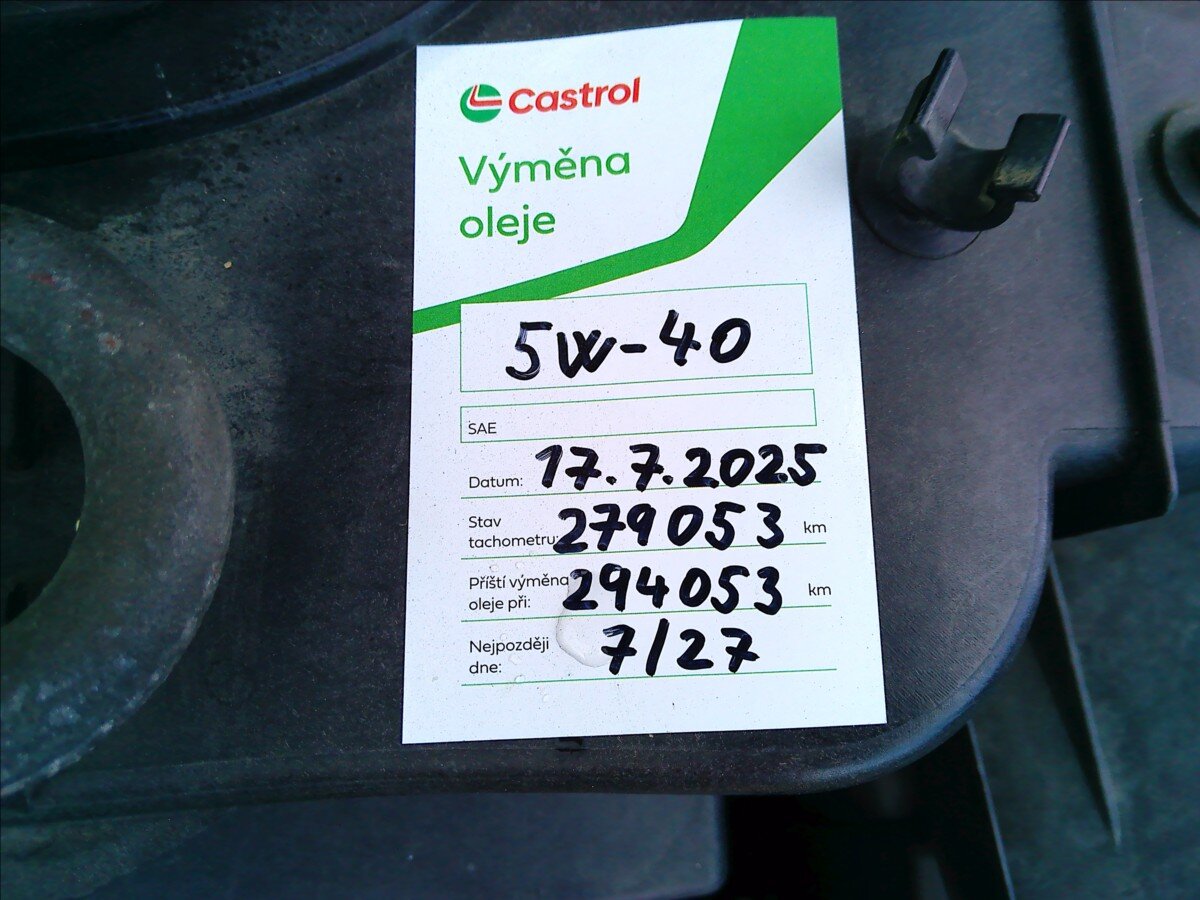 Castrol
Výměna
oleje
5W-40
SAE
Datum: 17.7.2025
Stav
tachometru: 279053 km
Příští výměna
oleje při: 294053 km
Nejpozději
dne: 7/27